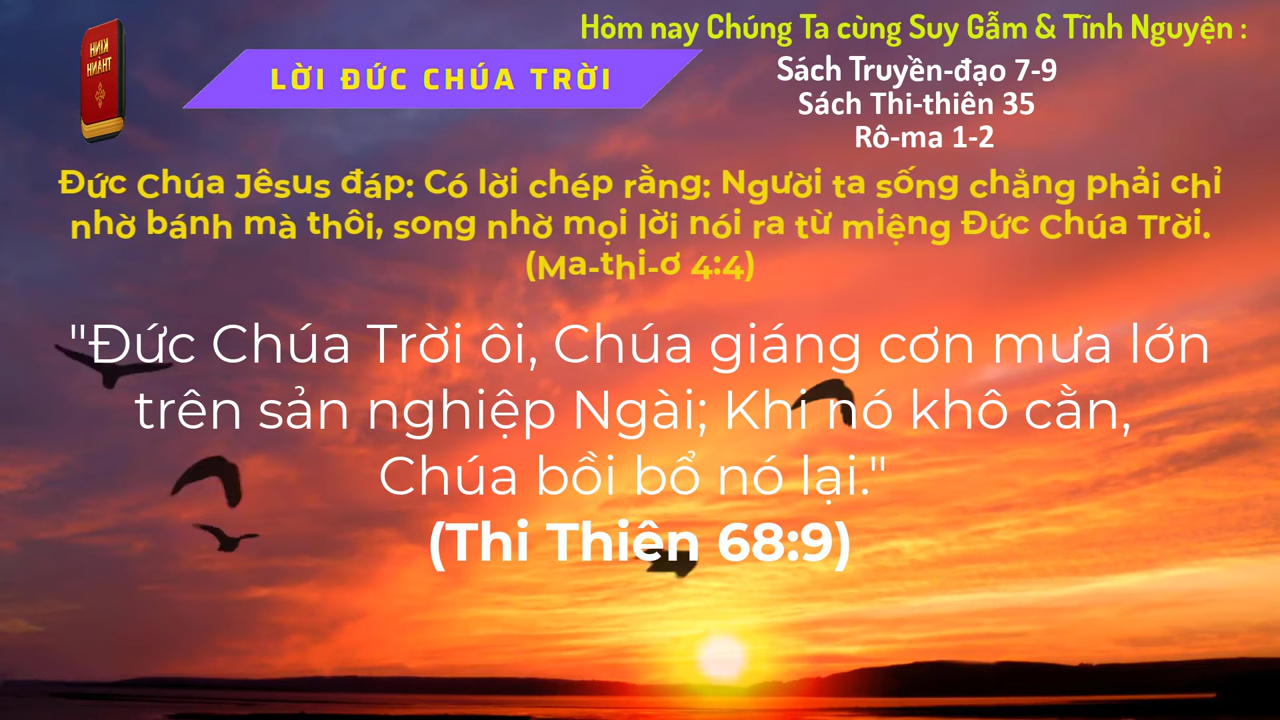 KINH
THÁNH
LỜI ĐỨC CHÚA TRỜI
Hôm nay Chúng Ta cùng Suy Gẫm & Tĩnh Nguyện :
Sách Truyền-đạo 7-9
Sách Thi-thiên 35
Rô-ma 1-2
Đức Chúa Jêsus đáp: Có lời chép rằng: Người ta sống chẳng phải chỉ
nhờ bánh mà thôi, song nhờ mọi lời nói ra từ miệng Đức Chúa Trời.
(Ma-thi-ơ 4:4)
"Đức Chúa Trời ôi, Chúa giáng cơn mưa lớn
trên sản nghiệp Ngài; Khi nó khô cằn,
Chúa bồi bổ nó lại."
(Thi Thiên 68:9)